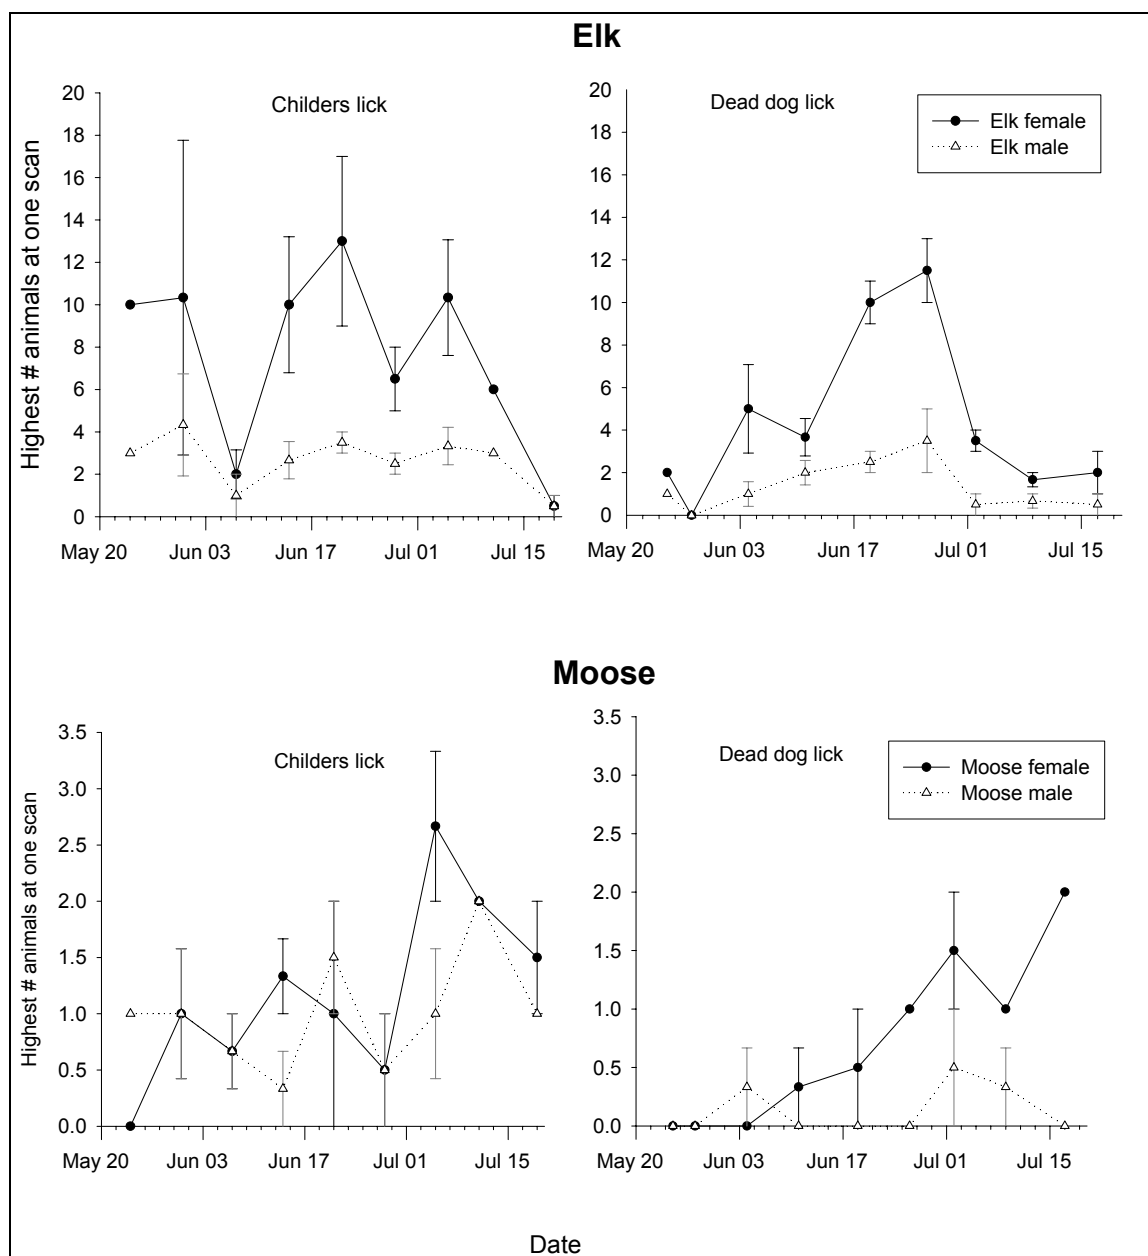 Elk
Childers lick
Highest # animals at one scan
20
18
16
14
12
10
8
6
4
2
0
May 20 Jun 03 Jun 17 Jul 01 Jul 15
Dead dog lick
Elk female
Elk male
20
18
16
14
12
10
8
6
4
2
0
May 20 Jun 03 Jun 17 Jul 01 Jul 15
Moose
Childers lick
Highest # animals at one scan
3.5
3.0
2.5
2.0
1.5
1.0
0.5
0.0
May 20 Jun 03 Jun 17 Jul 01 Jul 15
Dead dog lick
Moose female
Moose male
3.5
3.0
2.5
2.0
1.5
1.0
0.5
0.0
May 20 Jun 03 Jun 17 Jul 01 Jul 15
Date